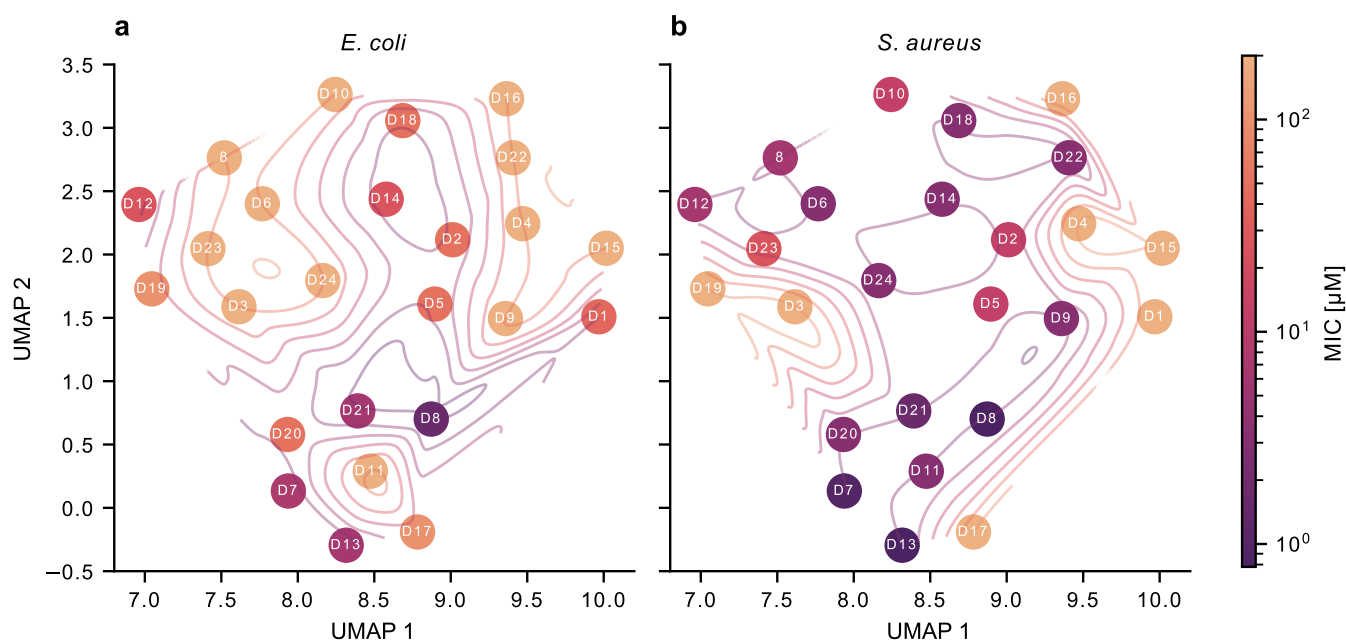 a
E. coli
3.5
3.0
2.5
2.0
1.5
1.0
0.5
0.0
−0.5
UMAP 2
7.0
7.5
8.0
8.5
9.0
9.5
10.0
UMAP 1
D10
D16
D18
8
D22
D12
D14
D6
D4
D23
D2
D15
D24
D19
D3
D5
D9
D1
D21
D8
D20
D11
D7
D17
D13
b
S. aureus
D10
D16
D18
8
D22
D12
D6
D14
D4
D23
D2
D15
D24
D19
D3
D5
D9
D1
D21
D8
D20
D11
D7
D17
D13
7.0
7.5
8.0
8.5
9.0
9.5
10.0
UMAP 1
10²
10¹
10⁰
MIC [μM]